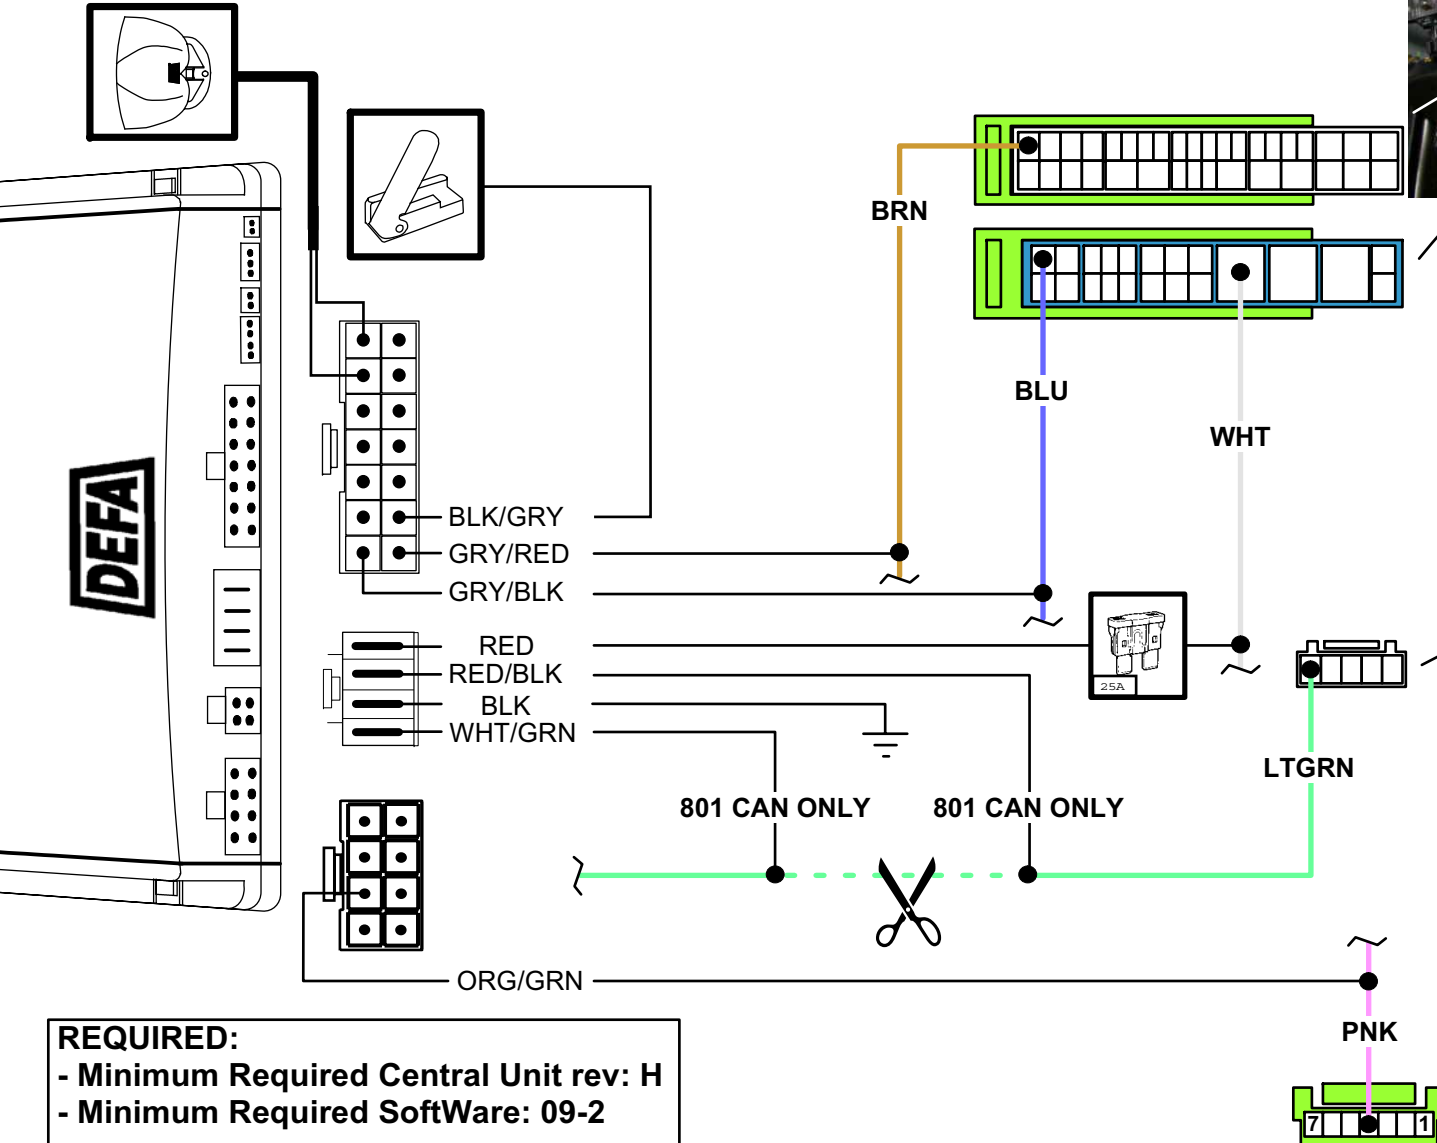 BRN
BLU
WHT
DEFA
BLK/GRY
GRY/RED
GRY/BLK
RED
RED/BLK
BLK
WHT/GRN
25A
LTGRN
801 CAN ONLY
801 CAN ONLY
ORG/GRN
PNK
REQUIRED:
- Minimum Required Central Unit rev: H
- Minimum Required SoftWare: 09-2
7
1